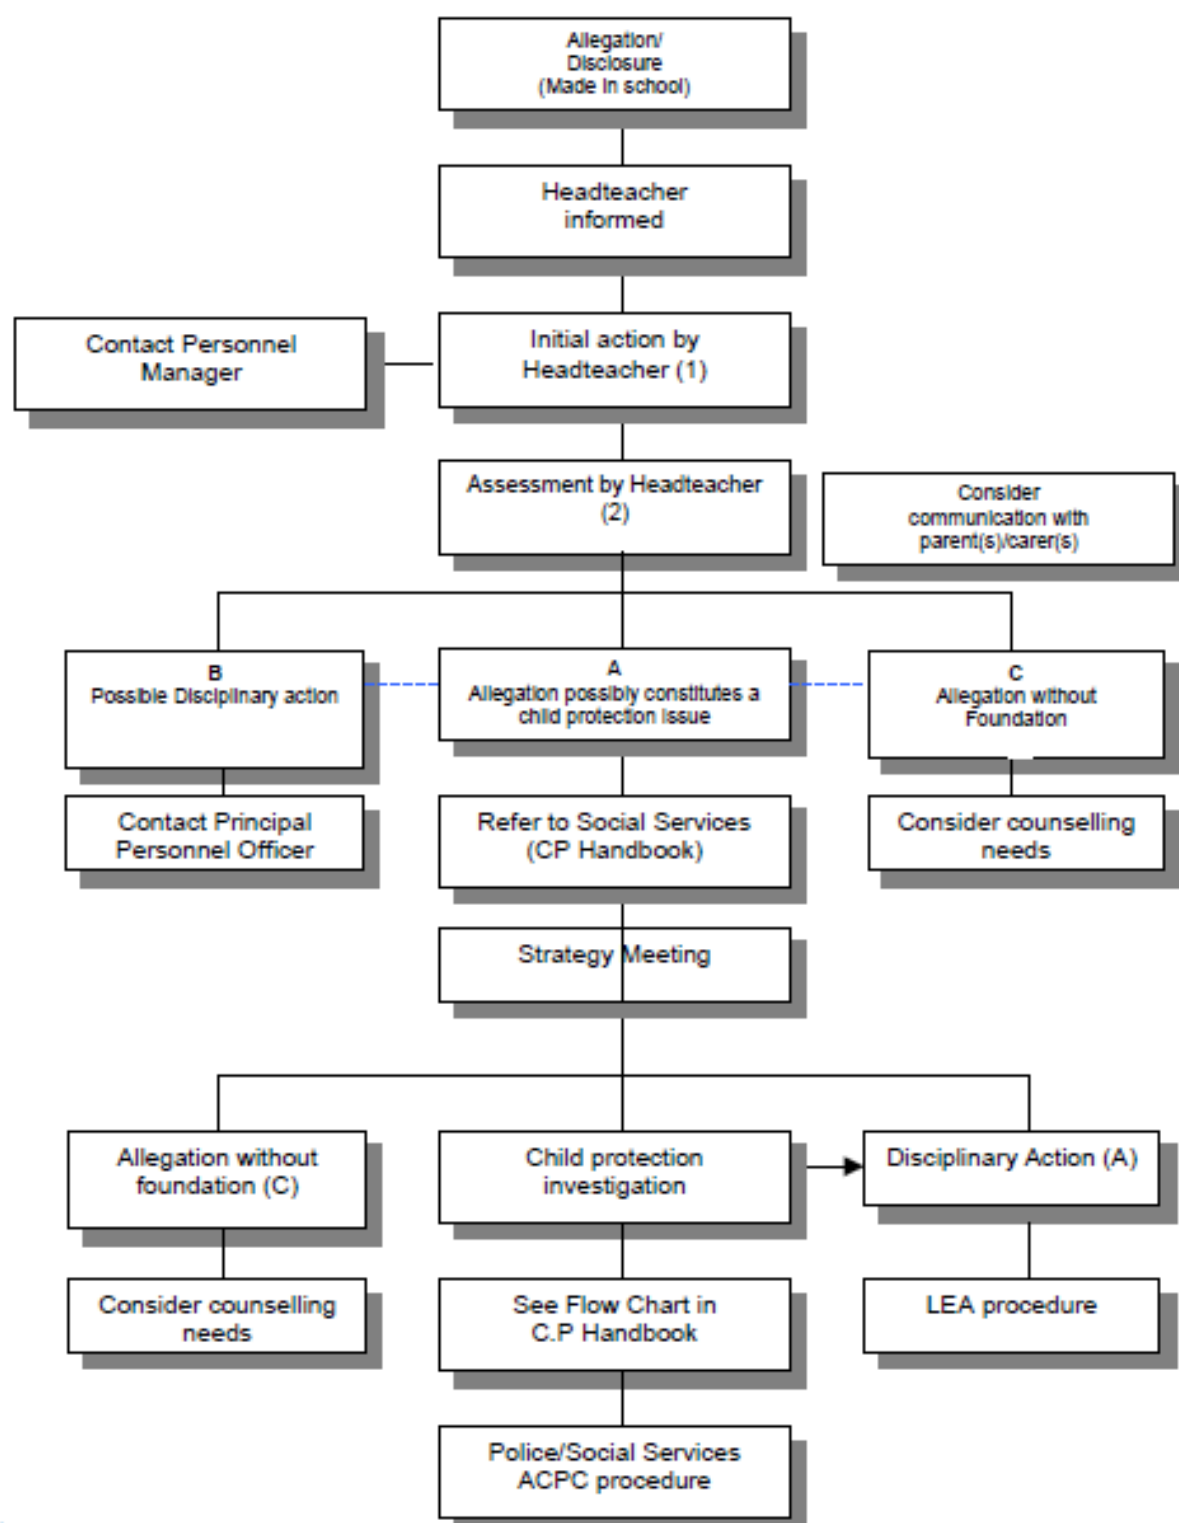 Allegation/
Disclosure
(Made in school)
Headteacher
informed
Contact Personnel
Manager
Initial action by
Headteacher (1)
Assessment by Headteacher
(2)
Consider
communication with
parent(s)/carer(s)
B
Possible Disciplinary action
A
Allegation possibly constitutes a
child protection issue
C
Allegation without
Foundation
Contact Principal
Personnel Officer
Refer to Social Services
(CP Handbook)
Consider counselling
needs
Strategy Meeting
Allegation without
foundation (C)
Child protection
investigation
Disciplinary Action (A)
Consider counselling
needs
See Flow Chart in
C.P Handbook
LEA procedure
Police/Social Services
ACPC procedure